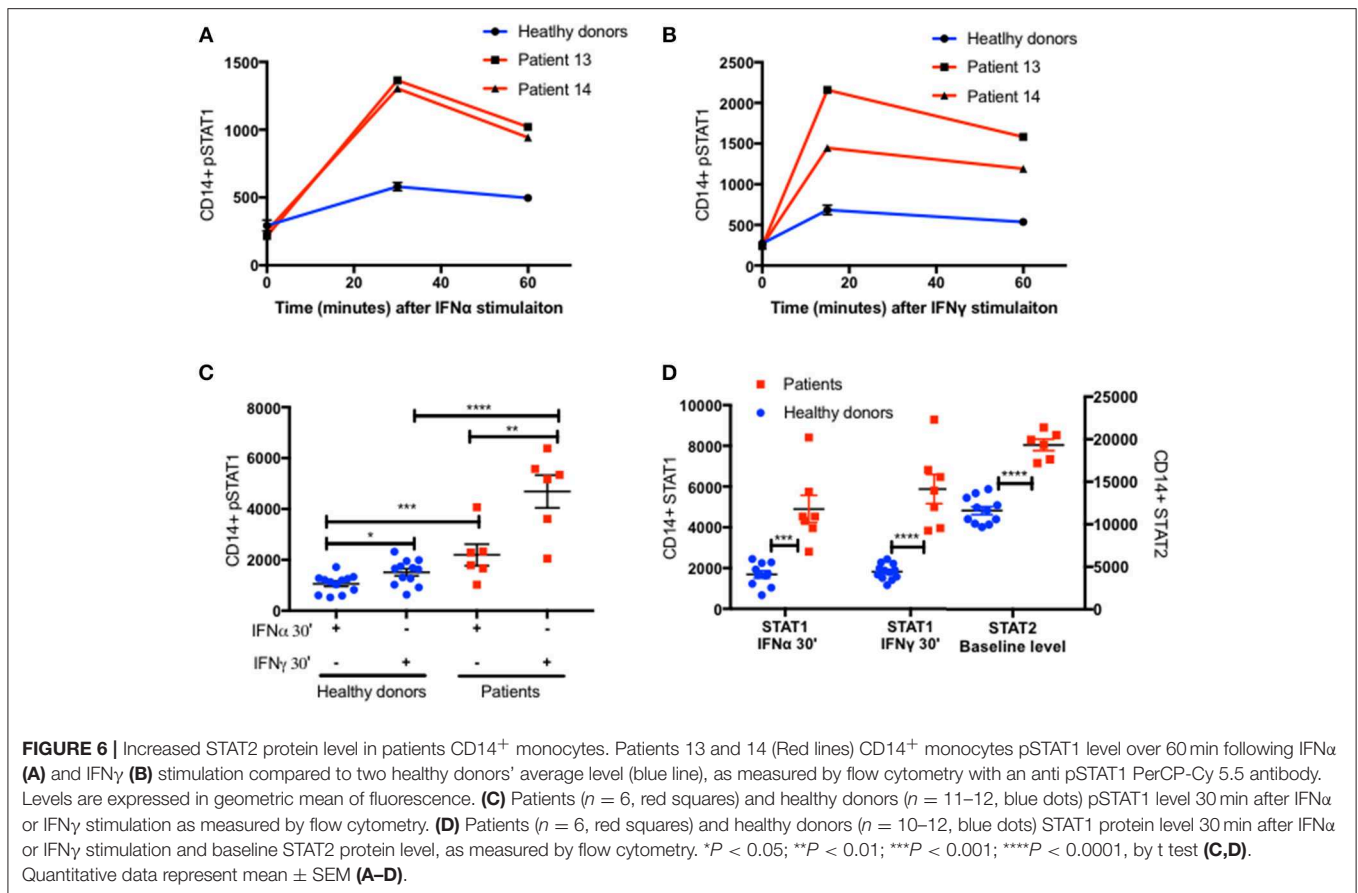 A
Heatlhy donors
Patient 13
Patient 14
CD14+ pSTAT1
1500
1000
500
0
0 20 40 60
Time (minutes) after IFNα stimulaiton
B
Heatlhy donors
Patient 13
Patient 14
CD14+ pSTAT1
2500
2000
1500
1000
500
0
0 20 40 60
Time (minutes) after IFNγ stimulaiton
C
CD14+ pSTAT1
8000
6000
4000
2000
0
****
**
***
*
IFNα 30' + - + -
IFNγ 30' - + - +
Healthy donors Patients
D
Patients
Healthy donors
CD14+ STAT1
10000
8000
6000
4000
2000
0
***
****
****
25000
20000
15000
10000
5000
0
CD14+ STAT2
STAT1 STAT1 STAT2
IFNα 30' IFNγ 30' Baseline level
FIGURE 6 | Increased STAT2 protein level in patients CD14+ monocytes. Patients 13 and 14 (Red lines) CD14+ monocytes pSTAT1 level over 60 min following IFNα
(A) and IFNγ (B) stimulation compared to two healthy donors' average level (blue line), as measured by flow cytometry with an anti pSTAT1 PerCP-Cy 5.5 antibody.
Levels are expressed in geometric mean of fluorescence. (C) Patients (n = 6, red squares) and healthy donors (n = 11–12, blue dots) pSTAT1 level 30 min after IFNα
or IFNγ stimulation as measured by flow cytometry. (D) Patients (n = 6, red squares) and healthy donors (n = 10–12, blue dots) STAT1 protein level 30 min after IFNα
or IFNγ stimulation and baseline STAT2 protein level, as measured by flow cytometry. *P < 0.05; **P < 0.01; ***P < 0.001; ****P < 0.0001, by t test (C,D).
Quantitative data represent mean ± SEM (A–D).